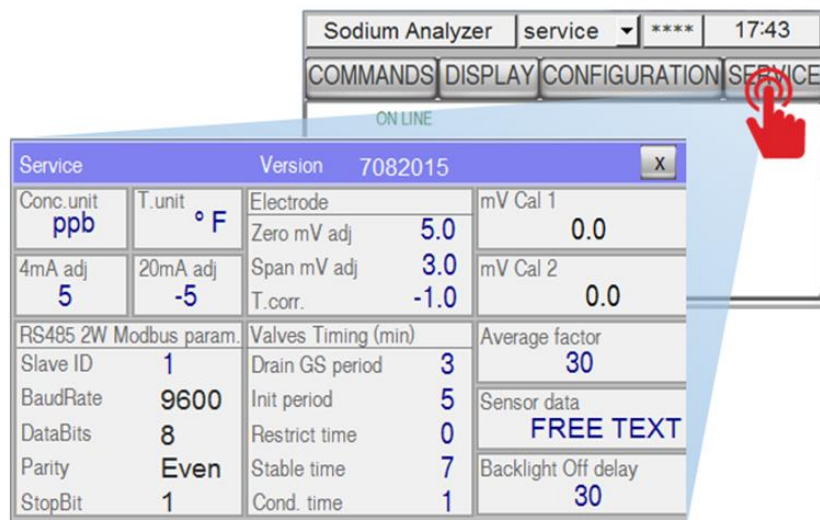 Sodium Analyzer service **** 17:43
COMMANDS DISPLAY CONFIGURATION SERVICE
ON LINE
Service Version 7082015 X
Conc.unit
ppb
T.unit
° F
4mA adj
5
20mA adj
-5
Electrode
Zero mV adj 5.0
Span mV adj 3.0
T.corr. -1.0
mV Cal 1
0.0
mV Cal 2
0.0
RS485 2W Modbus param.
Slave ID 1
BaudRate 9600
DataBits 8
Parity Even
StopBit 1
Valves Timing (min)
Drain GS period 3
Init period 5
Restrict time 0
Stable time 7
Cond. time 1
Average factor
30
Sensor data
FREE TEXT
Backlight Off delay
30